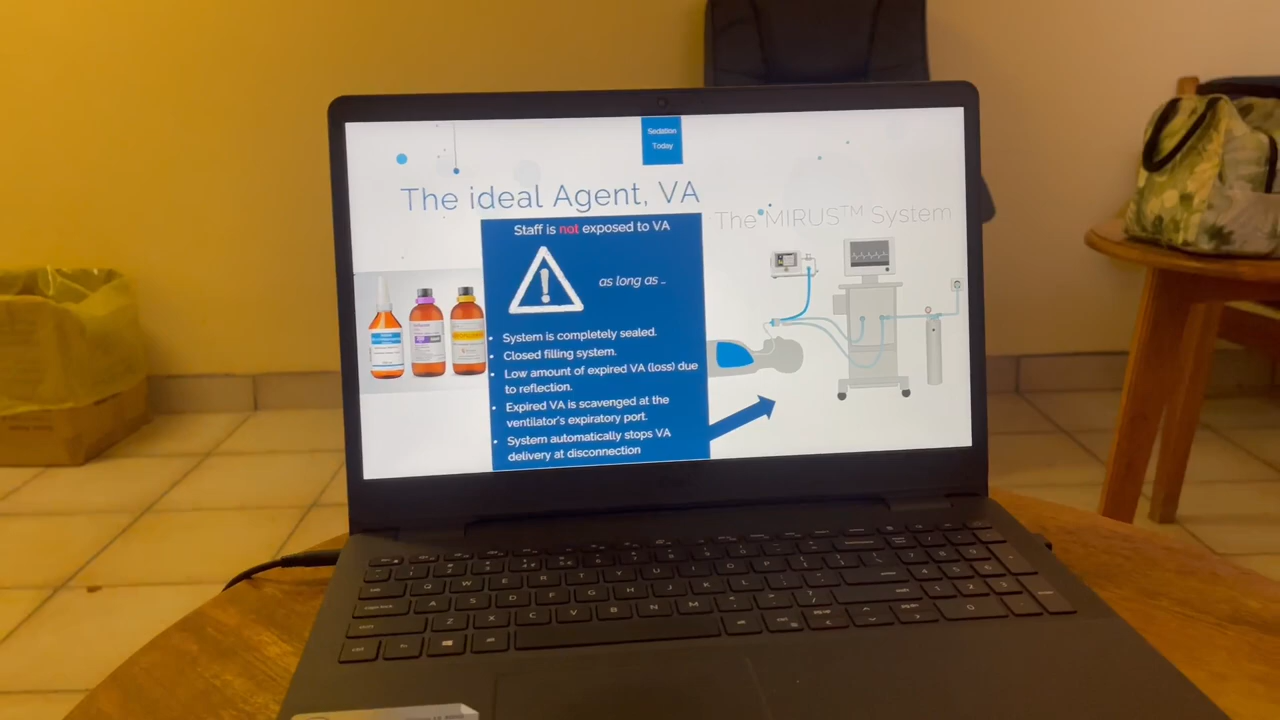 Sedation
Today
The ideal Agent, VA
The MIRUS™ System
Staff is not exposed to VA
as long as ..
System is completely sealed.
Closed filling system.
Low amount of expired VA (loss) due
to reflection.
Expired VA is scavenged at the
ventilator's expiratory port.
System automatically stops VA
delivery at disconnection